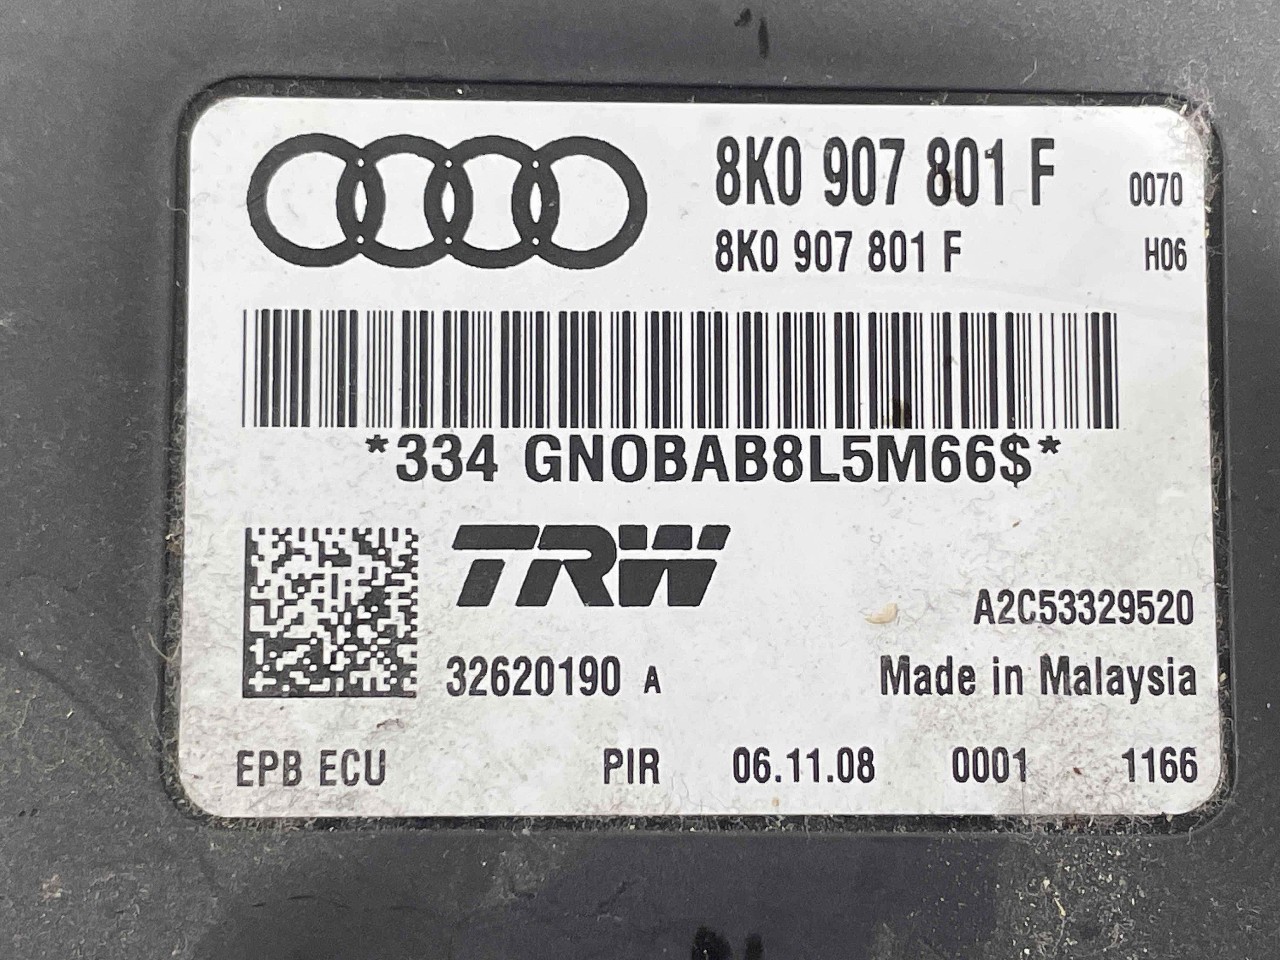 8K0 907 801 F 0070
8K0 907 801 F H06
*334 GNOBAB8L5M66$*
TRW
A2C53329520
32620190 A Made in Malaysia
EPB ECU PIR 06.11.08 0001 1166